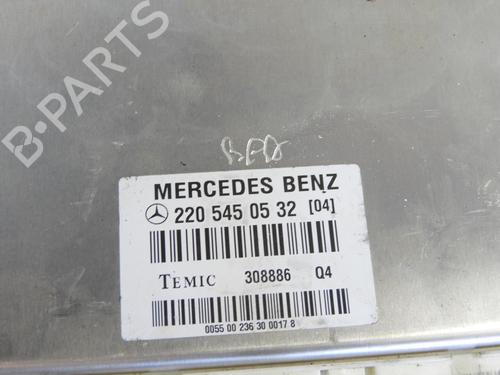 B-PARTS
MERCEDES BENZ
220 545 05 32 [04]
TEMIC 308886 Q4
0055 00 236 30 0017 8